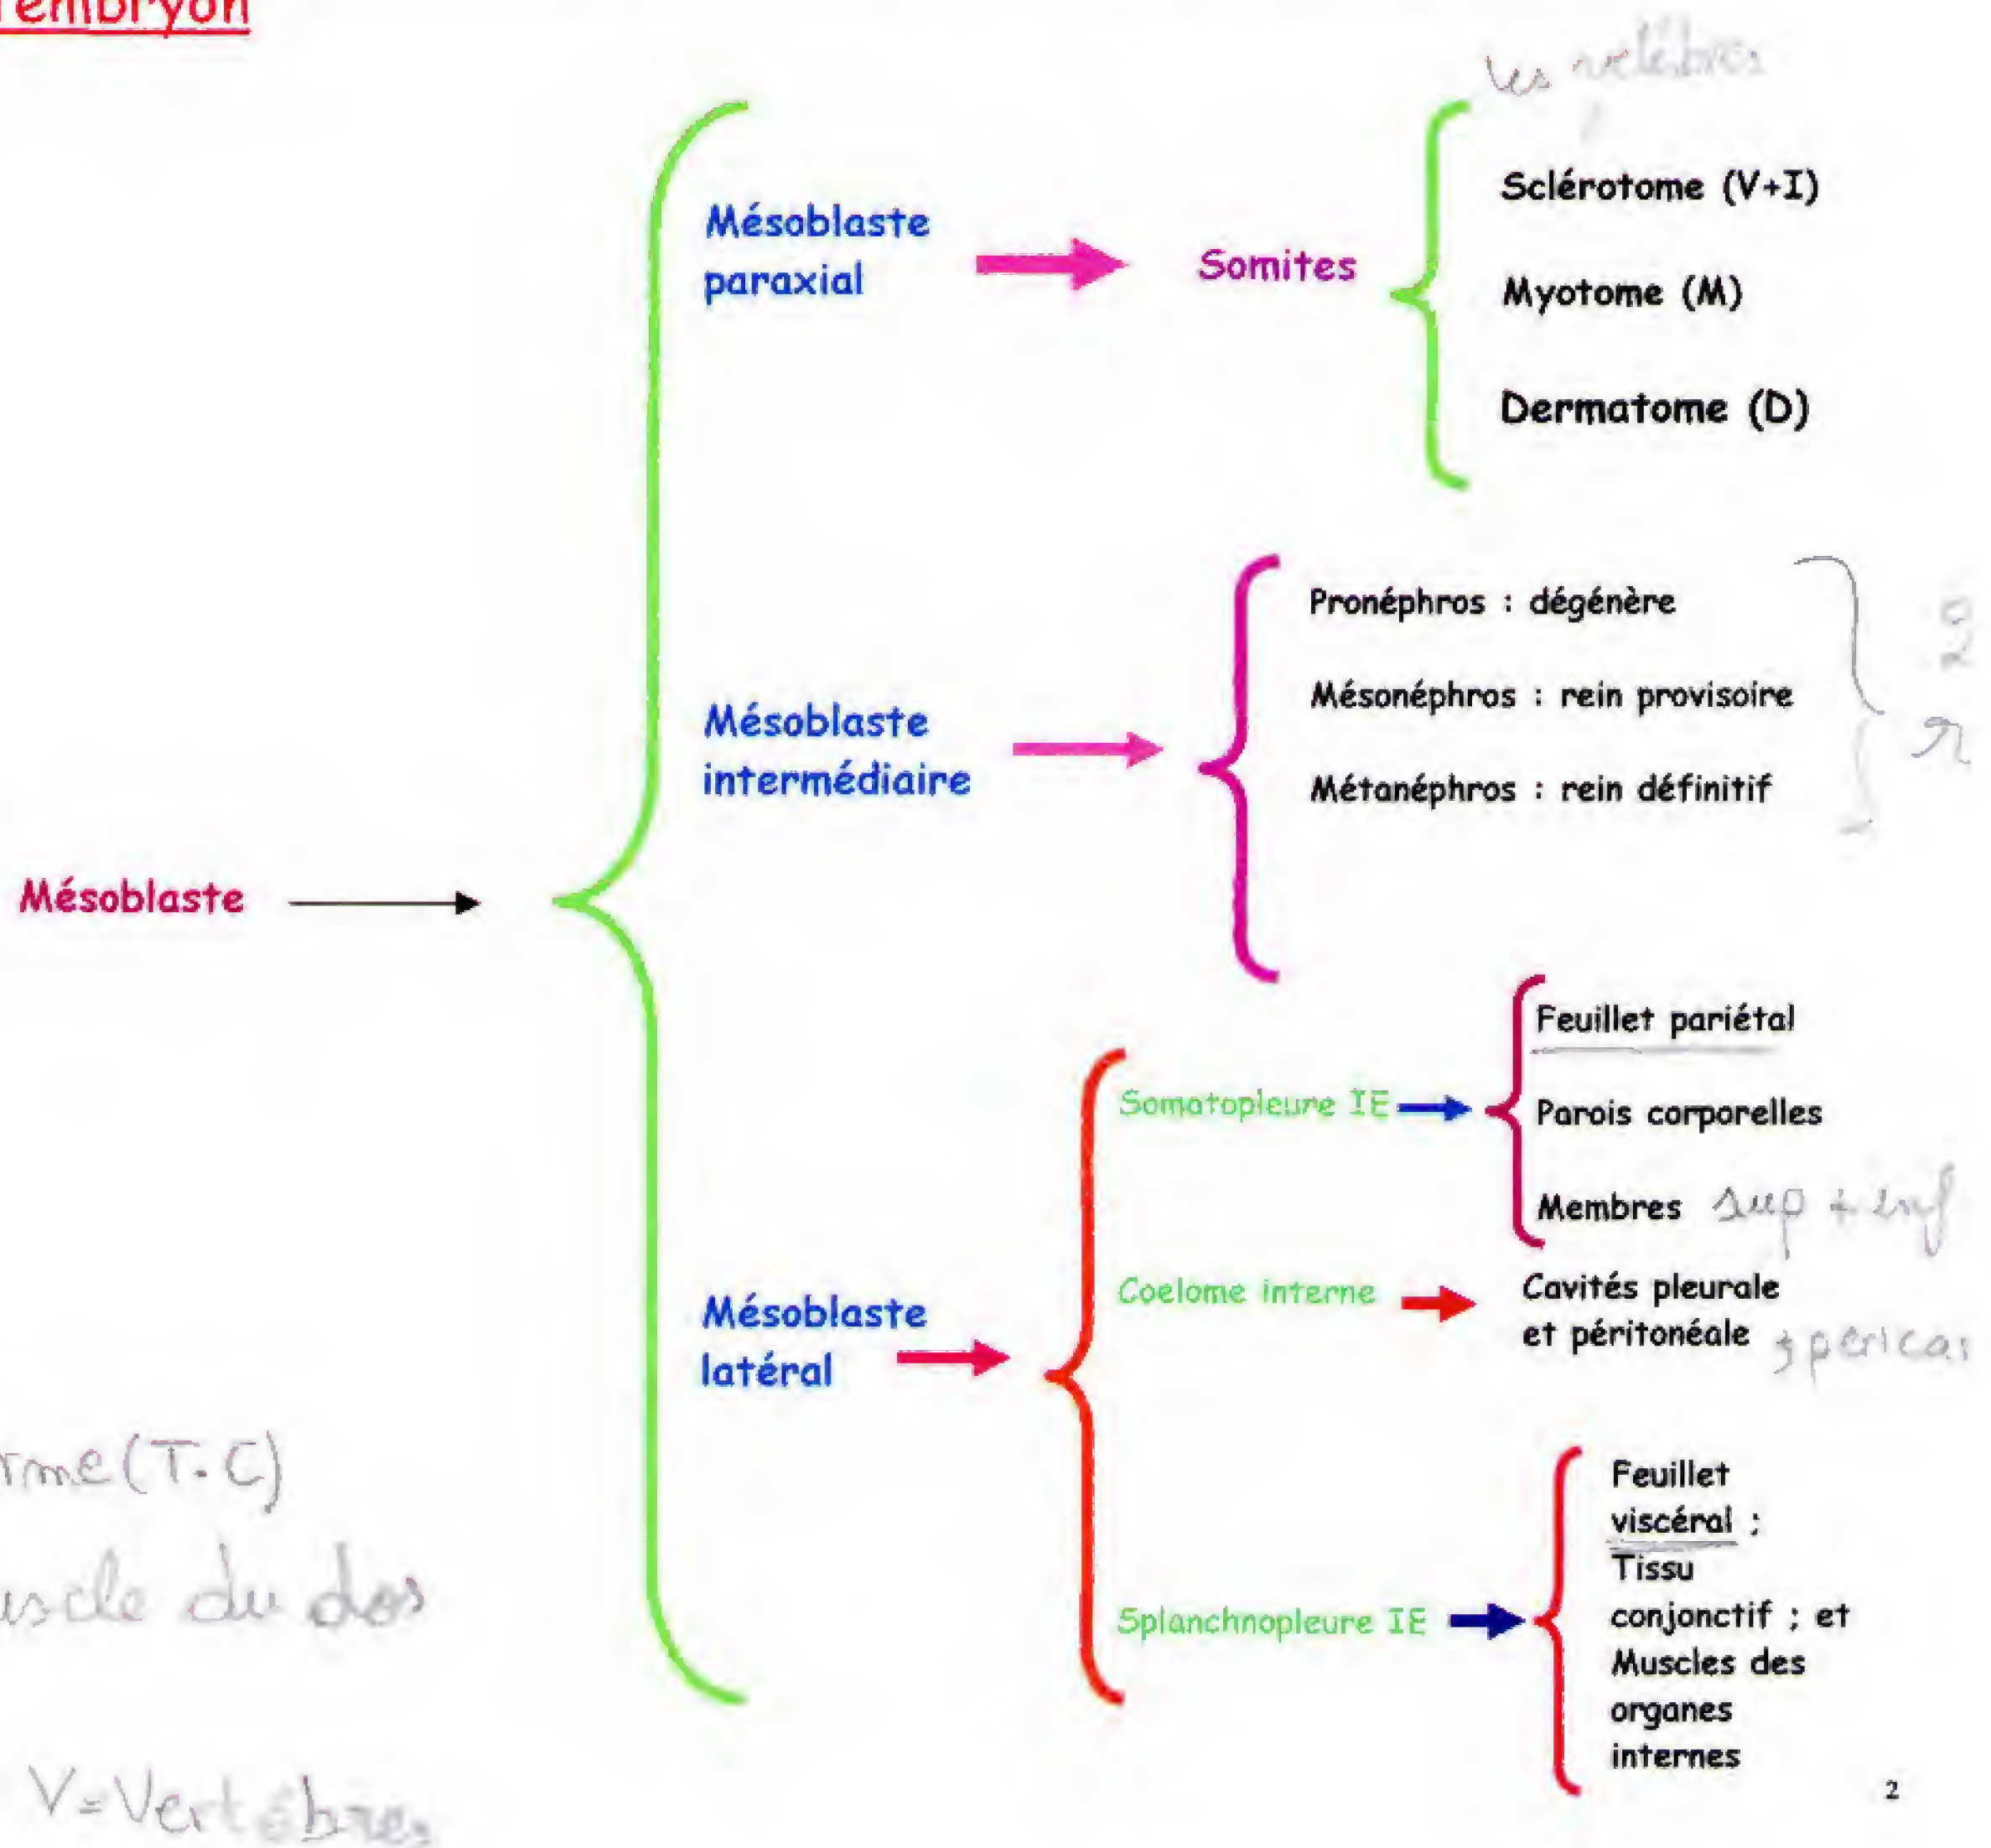 l'embryon
les
Sclérotome (V+I)
Mésoblaste
paraxial
Somites
Myotome (M)
Dermatome (D)
Pronéphros : dégénère
Mésonéphros : rein provisoire
Métanéphros : rein définitif
Mésoblaste
intermédiaire
Mésoblaste
Feuillet pariétal
Somatopleure IE
Parois corporelles
Membres sup + inf
Coelome interne
Cavités pleurale
et péritonéale + pericar
Mésoblaste
latéral
Splanchnopleure IE
Feuillet
viscéral ;
Tissu
conjonctif ; et
Muscles des
organes
internes
rme (T.C)
uscle du dos
V=Vertébres
2